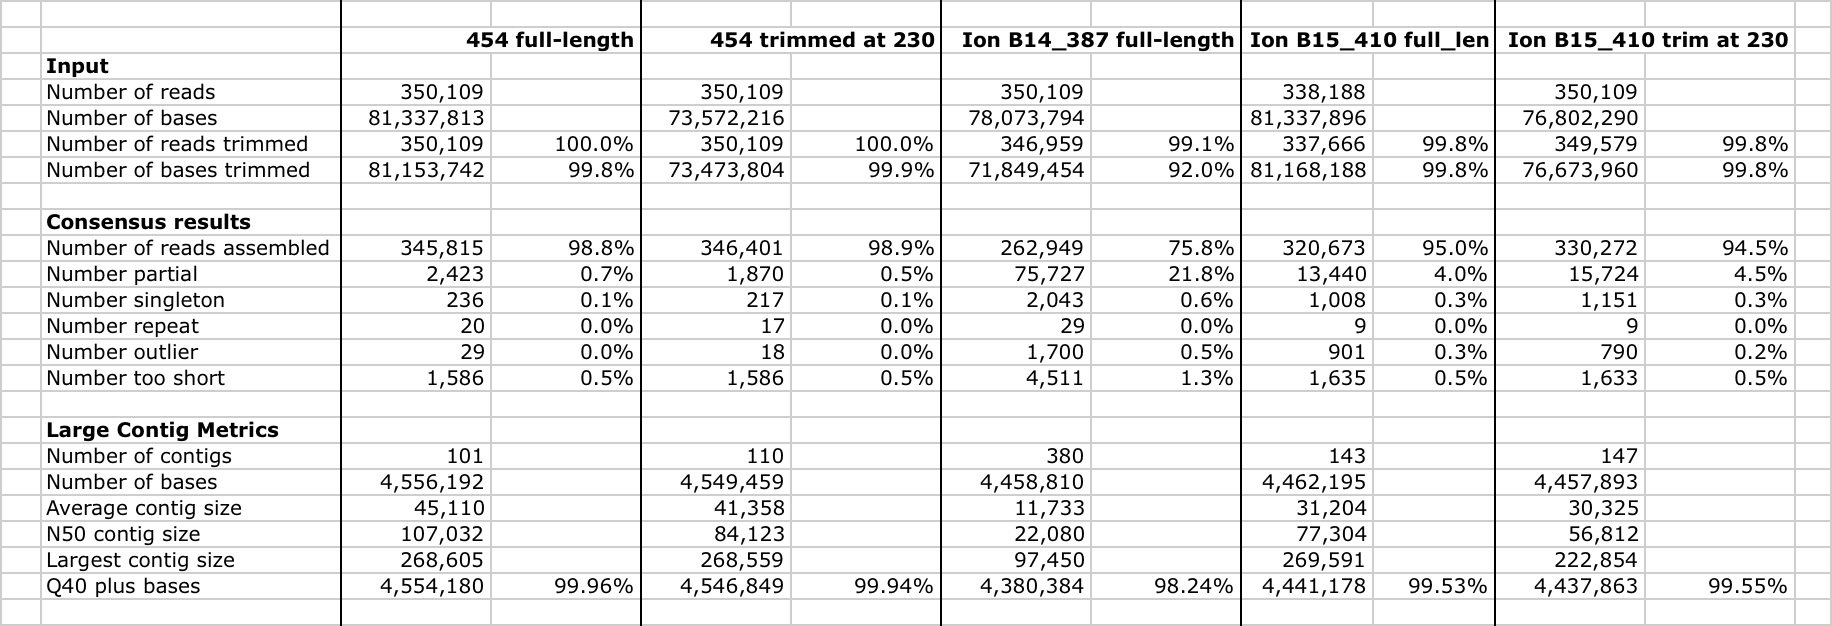 454 full-length 454 trimmed at 230 Ion B14_387 full-length Ion B15_410 full_len Ion B15_410 trim at 230
Input
Number of reads 350,109 350,109 350,109 338,188 350,109
Number of bases 81,337,813 73,572,216 78,073,794 81,337,896 76,802,290
Number of reads trimmed 350,109 100.0% 350,109 100.0% 346,959 99.1% 337,666 99.8% 349,579 99.8%
Number of bases trimmed 81,153,742 99.8% 73,473,804 99.9% 71,849,454 92.0% 81,168,188 99.8% 76,673,960 99.8%
Consensus results
Number of reads assembled 345,815 98.8% 346,401 98.9% 262,949 75.8% 320,673 95.0% 330,272 94.5%
Number partial 2,423 0.7% 1,870 0.5% 75,727 21.8% 13,440 4.0% 15,724 4.5%
Number singleton 236 0.1% 217 0.1% 2,043 0.6% 1,008 0.3% 1,151 0.3%
Number repeat 20 0.0% 17 0.0% 29 0.0% 9 0.0% 9 0.0%
Number outlier 29 0.0% 18 0.0% 1,700 0.5% 901 0.3% 790 0.2%
Number too short 1,586 0.5% 1,586 0.5% 4,511 1.3% 1,635 0.5% 1,633 0.5%
Large Contig Metrics
Number of contigs 101 110 380 143 147
Number of bases 4,556,192 4,549,459 4,458,810 4,462,195 4,457,893
Average contig size 45,110 41,358 11,733 31,204 30,325
N50 contig size 107,032 84,123 22,080 77,304 56,812
Largest contig size 268,605 268,559 97,450 269,591 222,854
Q40 plus bases 4,554,180 99.96% 4,546,849 99.94% 4,380,384 98.24% 4,441,178 99.53% 4,437,863 99.55%